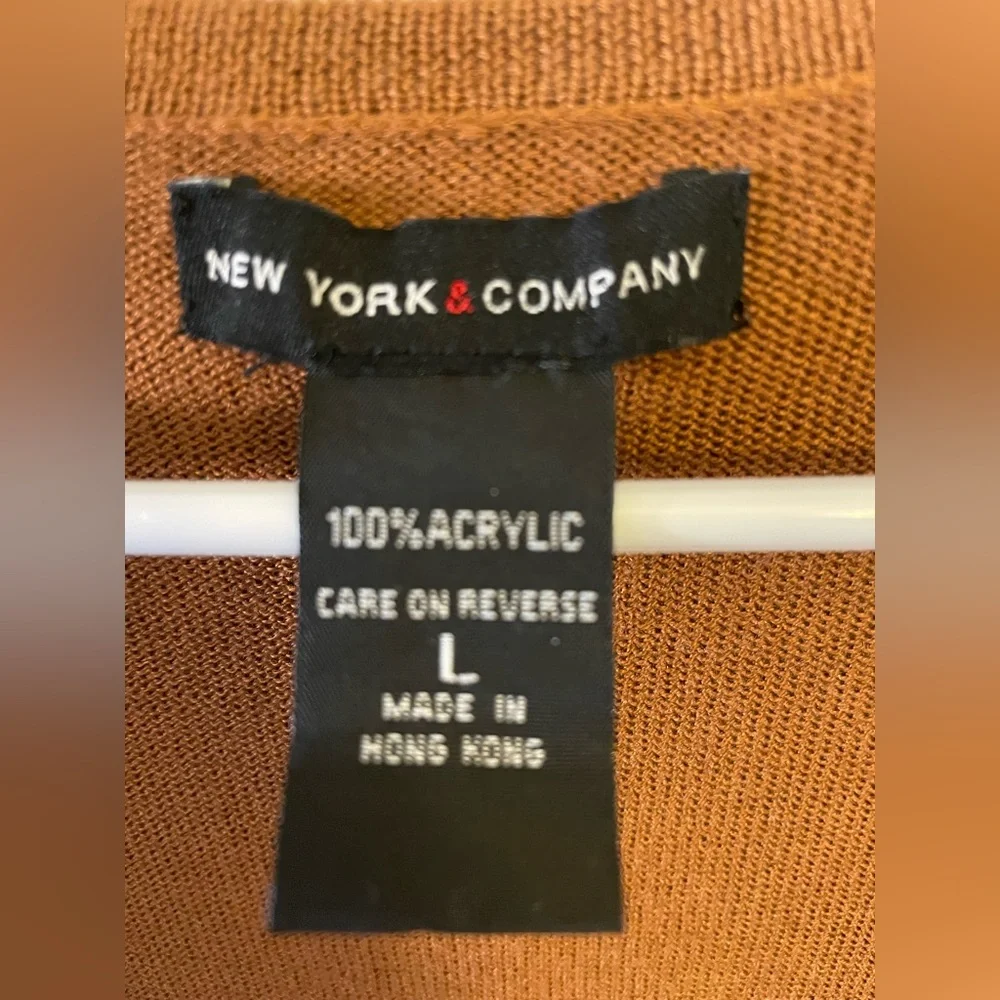 NEW YORK & COMPANY
100% ACRYLIC
CARE ON REVERSE
L
MADE IN
HONG KONG